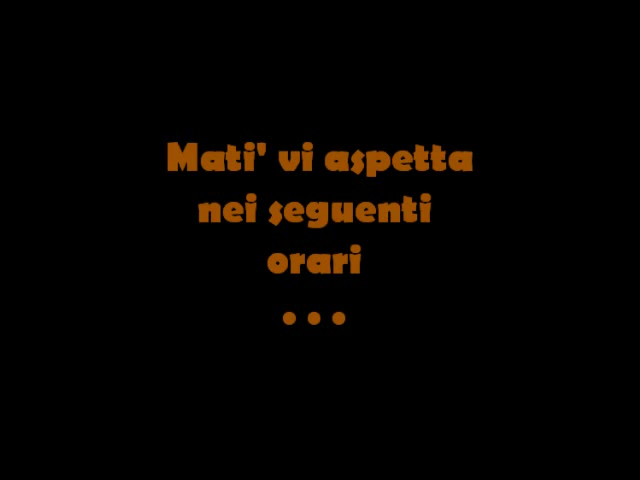 Mati' vi aspetta
nei seguenti
orari
• • •